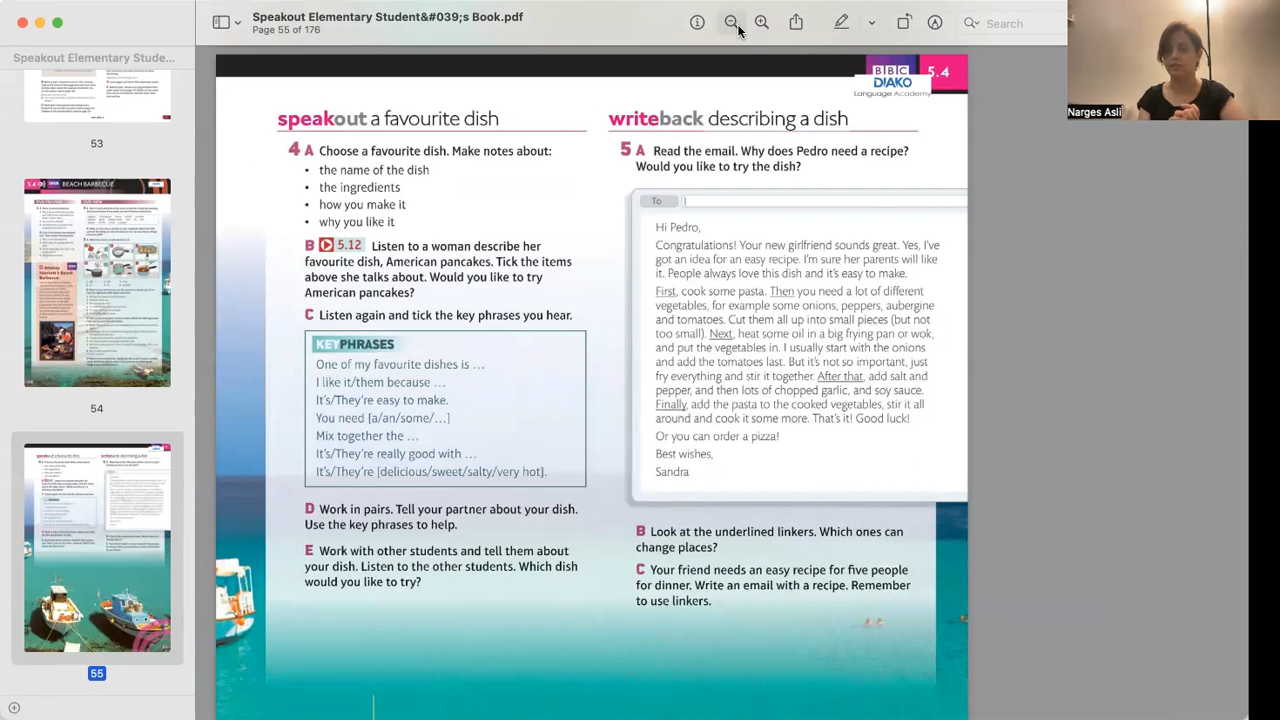 Speakout Elementary Student&#039;s Book.pdf
Page 55 of 176
Search
Speakout Elementary Stude...
53
54
55
5.4 BEACH BARBECUE
Narges Asli
BBC
DIAKO
Language Academy
5.4
speakout a favourite dish
4 A Choose a favourite dish. Make notes about:
• the name of the dish
• the ingredients
• how you make it
• why you like it
B 5.12 Listen to a woman describe her
favourite dish, American pancakes. Tick the items
above she talks about. Would you like to try
American pancakes?
C Listen again and tick the key phrases you hear.
KEYPHRASES
One of my favourite dishes is …
I like it/them because …
It's/They're easy to make.
You need [a/an/some/…]
Mix together the …
It's/They're really good with …
It's/They're [delicious/sweet/salty/very hot].
D Work in pairs. Tell your partner about your dish.
Use the key phrases to help.
E Work with other students and tell them about
your dish. Listen to the other students. Which dish
would you like to try?
writeback describing a dish
5 A Read the email. Why does Pedro need a recipe?
Would you like to try the dish?
To
Hi Pedro,
Congratulations! Your new girlfriend sounds great. Yes, I've
got an idea for an easy recipe. I'm sure her parents will like
it. People always love this dish and it's easy to make.
First, cook some pasta. Then, find a lot of different
vegetables, for example some onions, peppers, aubergine
and tomatoes. Cut them all up into small pieces (but not
too small). Next, heat some oil in a big frying pan or wok,
and put the vegetables in. I usually start with the onions
and add the tomatoes last. But it's not so important, just
fry everything and stir it together. After that, add salt and
pepper, and then lots of chopped garlic, and soy sauce.
Finally, add the pasta to the cooked vegetables, stir it all
around and cook it some more. That's it! Good luck!
Or you can order a pizza!
Best wishes,
Sandra
B Look at the underlined linkers. Which ones can
change places?
C Your friend needs an easy recipe for five people
for dinner. Write an email with a recipe. Remember
to use linkers.